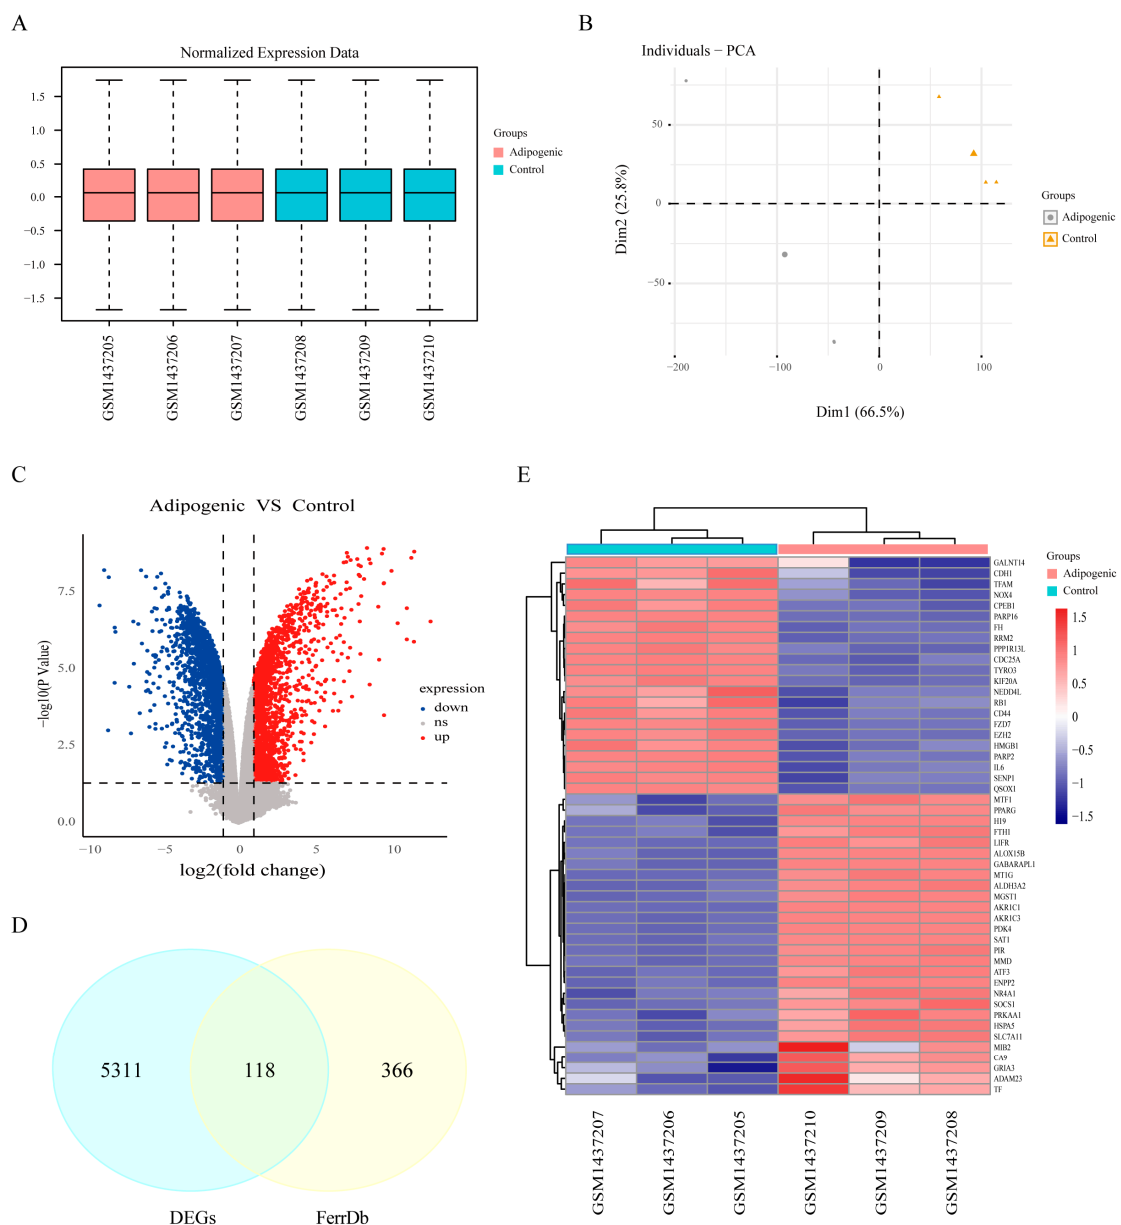 A
Normalized Expression Data
1.5
1.0
0.5
0.0
−0.5
−1.0
−1.5
GSM1437205
GSM1437206
GSM1437207
GSM1437208
GSM1437209
GSM1437210
Groups
Adipogenic
Control
B
Individuals − PCA
Dim2 (25.8%)
50
0
−50
−200
−100
0
100
Dim1 (66.5%)
Groups
Adipogenic
Control
C
Adipogenic VS Control
−log10(P Value)
7.5
5.0
2.5
0.0
−10
−5
0
5
10
log2(fold change)
expression
down
ns
up
D
5311
118
366
DEGs
FerrDb
E
GALNT14
CDH1
TFAM
NOX4
CPEB1
PARP16
FH
RRM2
PPP1R13L
CDC25A
TYRO3
KIF20A
NEDD4L
RB1
CD44
FZD7
EZH2
HMGB1
PARP2
IL6
SENP1
QSOX1
MTF1
PPARG
H19
FTH1
LIFR
ALOX15B
GABARAPL1
MT1G
ALDH3A2
MGST1
AKR1C1
AKR1C3
PDK4
SAT1
PIR
MMD
ATF3
ENPP2
NR4A1
SOCS1
PRKAA1
HSPA5
SLC7A11
MIB2
CA9
GRIA3
ADAM23
TF
GSM1437207
GSM1437206
GSM1437205
GSM1437210
GSM1437209
GSM1437208
Groups
Adipogenic
Control
1.5
1
0.5
0
−0.5
−1
−1.5